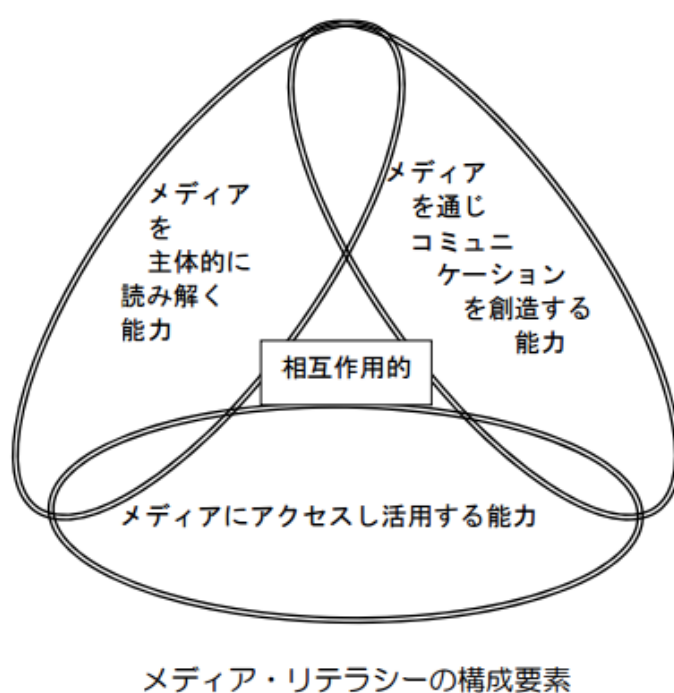 メディア
を
主体的に
読み解く
能力
メディア
を通じ
コミュニ
ケーション
を創造する
能力
相互作用的
メディアにアクセスし活用する能力
メディア・リテラシーの構成要素